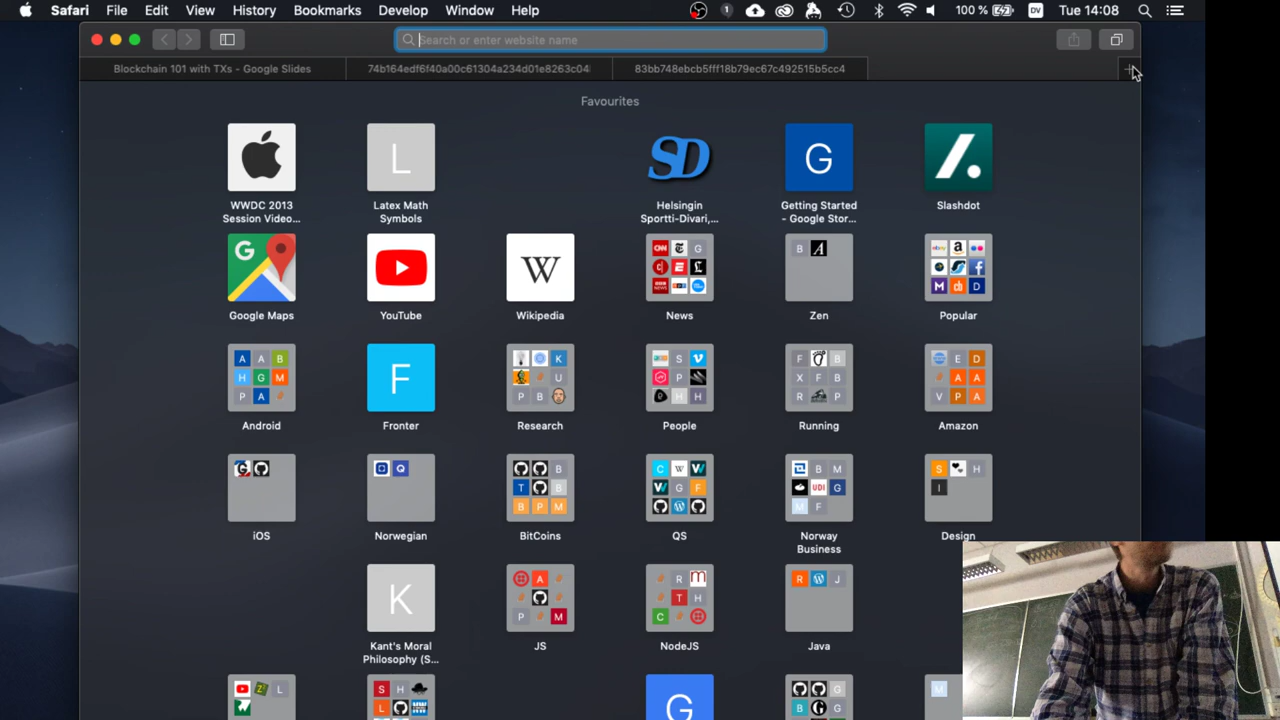 Safari File Edit View History Bookmarks Develop Window Help 100 % DV Tue 14:08
Search or enter website name
Blockchain 101 with TXs - Google Slides 74b164edf6f40a00c61304a234d01e8263c04 83bb748ebcb5fff18b79ec67c492515b5cc4
Favourites
L SD G
WWDC 2013 Session Video... Latex Math Symbols Helsingin Sportti-Divari,... Getting Started - Google Stor... Slashdot
G W
Google Maps YouTube Wikipedia News Zen Popular
F
Android Fronter Research People Running Amazon
iOS Norwegian BitCoins QS Norway Business Design
K
Kant's Moral Philosophy (S... JS NodeJS Java
G